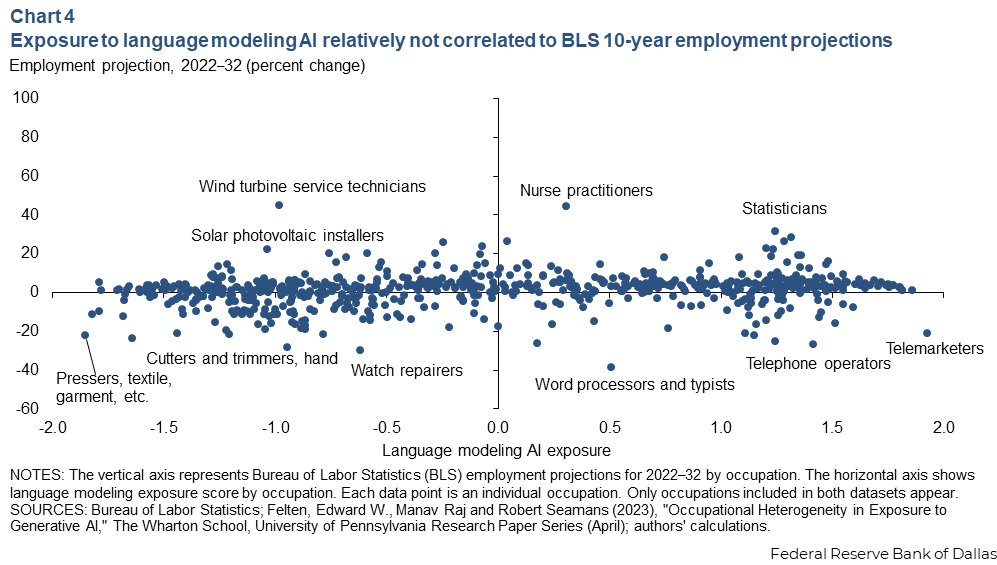 Chart 4
Exposure to language modeling AI relatively not correlated to BLS 10-year employment projections
Employment projection, 2022–32 (percent change)
100
80
60
40
20
0
-20
-40
-60
Wind turbine service technicians
Nurse practitioners
Statisticians
Solar photovoltaic installers
Cutters and trimmers, hand
Watch repairers
Pressers, textile,
garment, etc.
Word processors and typists
Telephone operators
Telemarketers
-2.0 -1.5 -1.0 -0.5 0.0 0.5 1.0 1.5 2.0
Language modeling AI exposure
NOTES: The vertical axis represents Bureau of Labor Statistics (BLS) employment projections for 2022–32 by occupation. The horizontal axis shows
language modeling exposure score by occupation. Each data point is an individual occupation. Only occupations included in both datasets appear.
SOURCES: Bureau of Labor Statistics; Felten, Edward W., Manav Raj and Robert Seamans (2023), "Occupational Heterogeneity in Exposure to
Generative AI," The Wharton School, University of Pennsylvania Research Paper Series (April); authors' calculations.
Federal Reserve Bank of Dallas